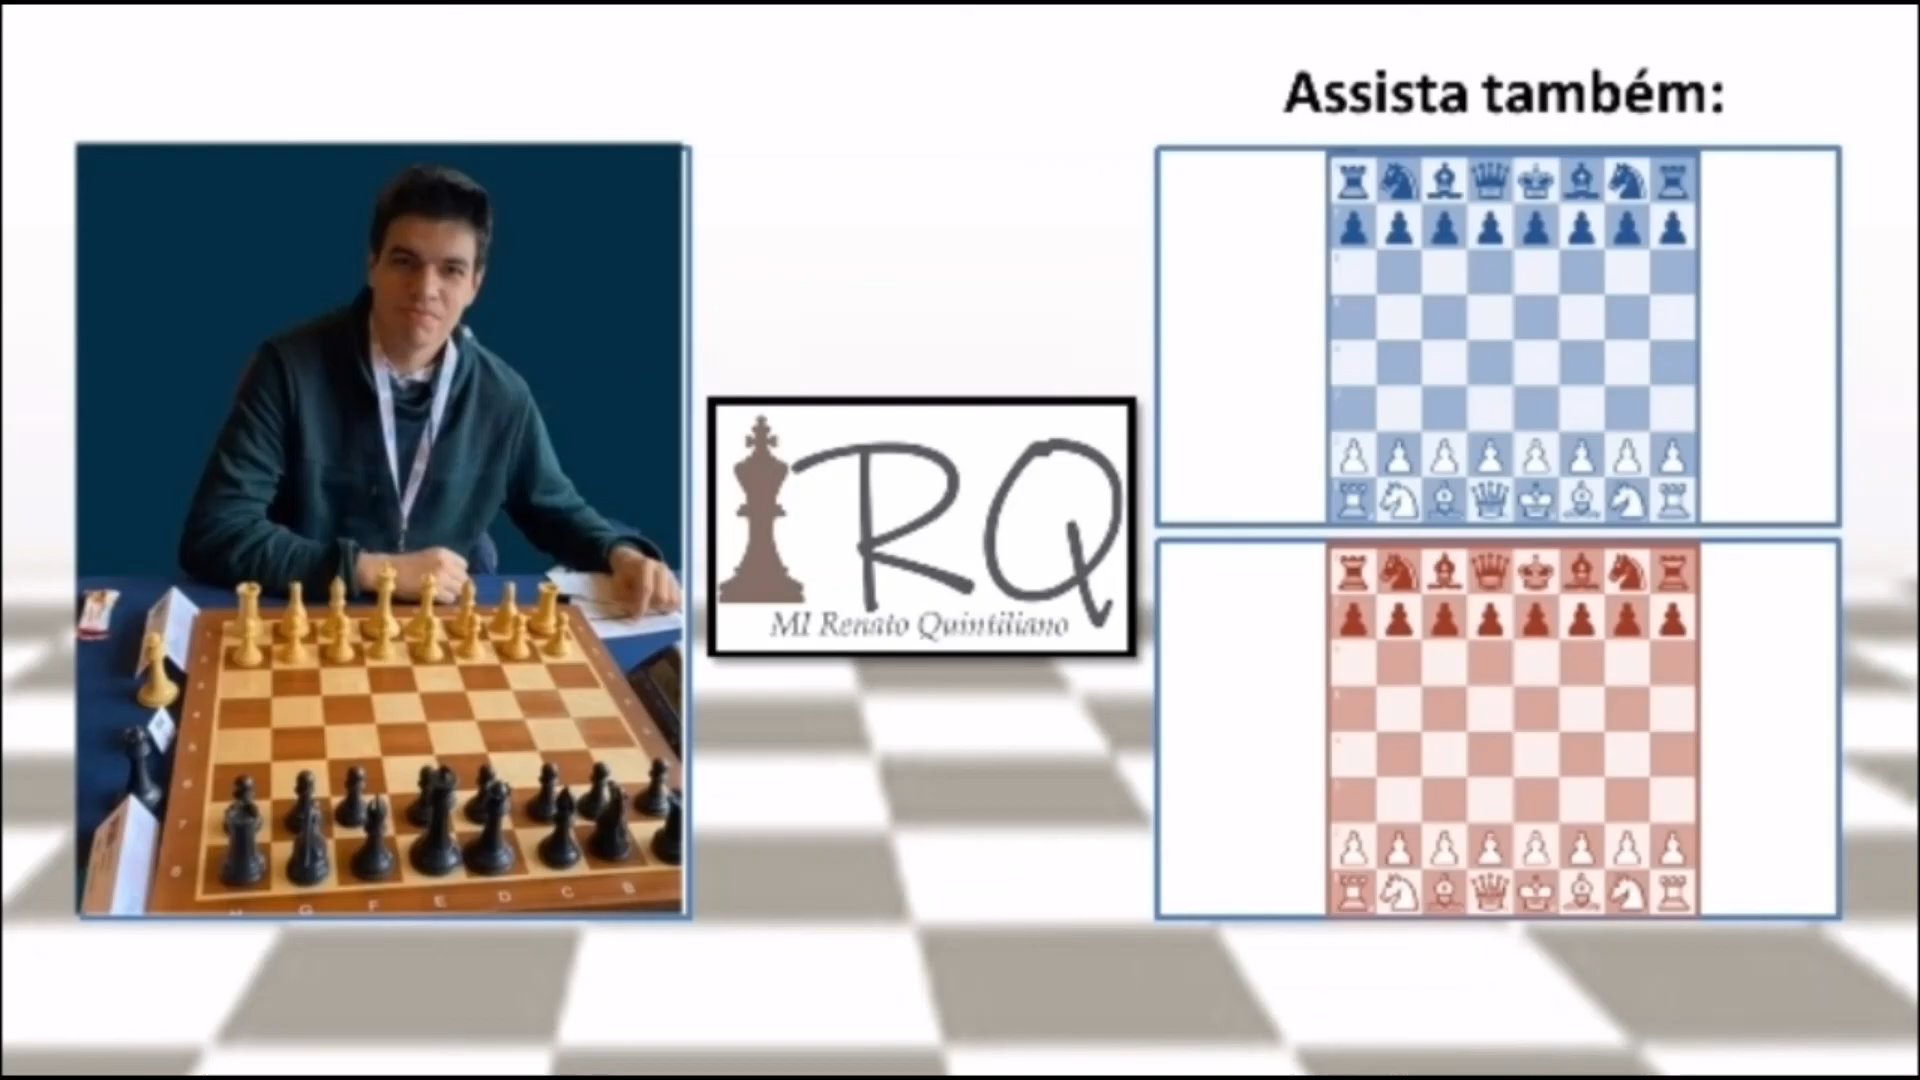 Assista também:
RQ
MI Renato Quintiliano
H G F E D C B